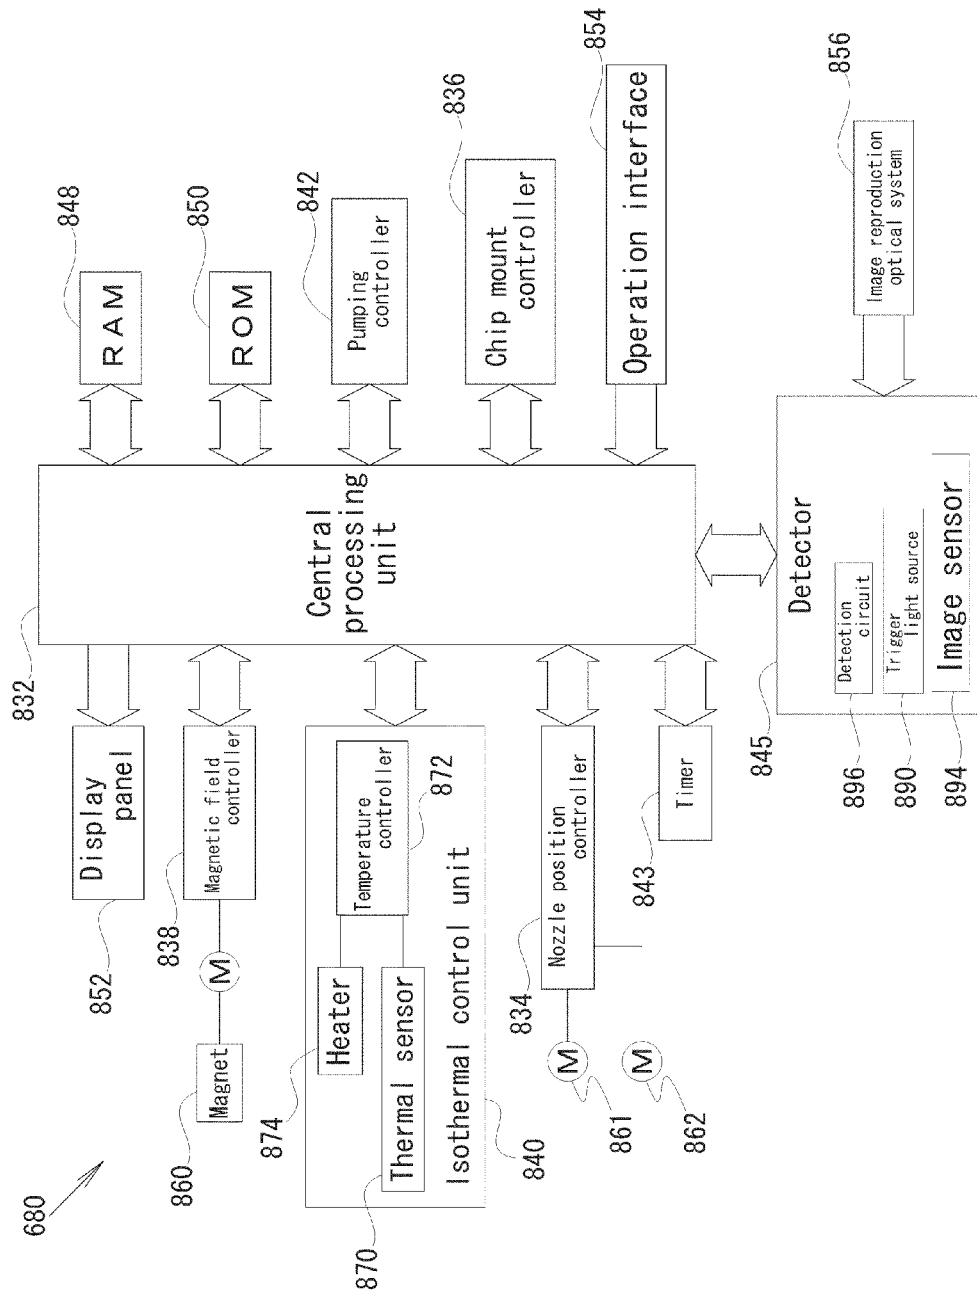 680
832
Central
processing
unit
848
RAM
850
ROM
842
Pumping
controller
836
Chip mount
controller
854
Operation interface
856
Image reproduction
optical system
Display
panel
852
Magnetic field
controller
838
M
Magnet
860
Temperature
controller
872
Heater
874
Thermal sensor
870
Isothermal control unit
840
Nozzle position
controller
834
M
861
M
862
Timer
843
Detector
845
Detection
circuit
896
Trigger
light source
890
Image sensor
894